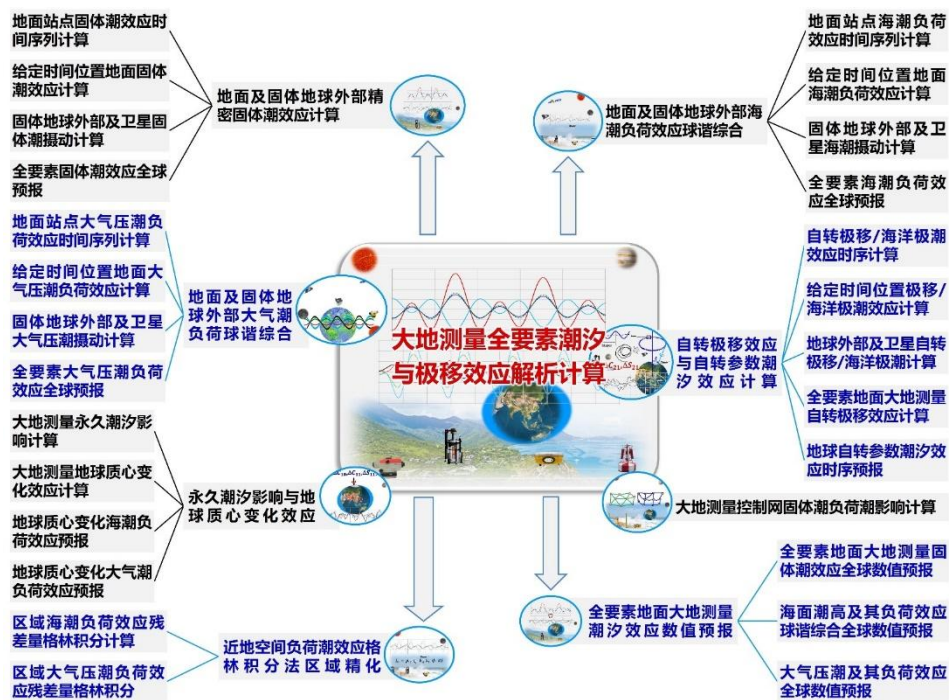 地面站点固体潮效应时
间序列计算
给定时间位置地面固体
潮效应计算
固体地球外部及卫星固
体潮摄动计算
全要素固体潮效应全球
预报
地面及固体地球外部精
密固体潮效应计算
地面站点海潮负荷
效应时间序列计算
给定时间位置地面
海潮负荷效应计算
固体地球外部及卫
星海潮摄动计算
全要素海潮负荷效
应全球预报
地面及固体地球外部海
潮负荷效应球谐综合
地面站点大气压潮负
荷效应时间序列计算
给定时间位置地面大
气压潮负荷效应计算
固体地球外部及卫星
大气压潮摄动计算
全要素大气压潮负荷
效应全球预报
地面及固体地
球外部大气潮
负荷球谐综合
大地测量全要素潮汐
与极移效应解析计算
自转极移效应
与自转参数潮
汐效应计算
自转极移/海洋极潮
效应时序计算
给定时间位置极移/
海洋极潮效应计算
地球外部及卫星自转
极移/海洋极潮计算
全要素地面大地测量
自转极移效应计算
地球自转参数潮汐效
应时序预报
大地测量永久潮汐影
响计算
大地测量地球质心变
化效应计算
地球质心变化海潮负
荷效应预报
地球质心变化大气潮
负荷效应预报
永久潮汐影响与地
球质心变化效应
大地测量控制网固体潮负荷潮影响计算
区域海潮负荷效应残
差量格林积分计算
区域大气压潮负荷效
应残差量格林积分
近地空间负荷潮效应格
林积分法区域精化
全要素地面大地测量
潮汐效应数值预报
全要素地面大地测量固
体潮效应全球数值预报
海面潮高及其负荷效应
球谐综合全球数值预报
大气压潮及其负荷效应
全球数值预报